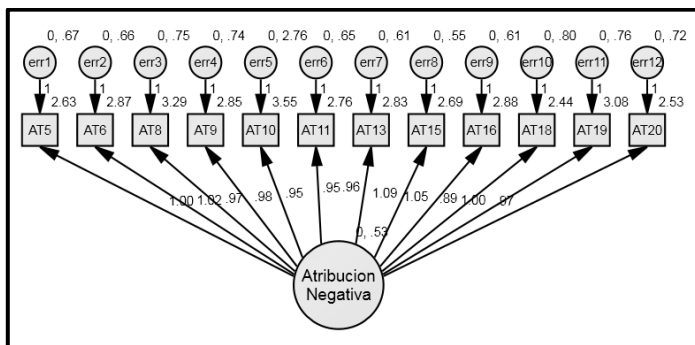 0, .67 0, .66 0, .75 0, .74 0, 2.76 0, .65 0, .61 0, .55 0, .61 0, .80 0, .76 0, .72
err1 err2 err3 err4 err5 err6 err7 err8 err9 err10 err11 err12
1 1 1 1 1 1 1 1 1 1 1 1
2.63 2.87 3.29 2.85 3.55 2.76 2.83 2.69 2.88 2.44 3.08 2.53
AT5 AT6 AT8 AT9 AT10 AT11 AT13 AT15 AT16 AT18 AT19 AT20
1.00 1.02 .97 .98 .95 .95 .96 1.09 1.05 .89 1.00 .97
0, .53
Atribucion
Negativa